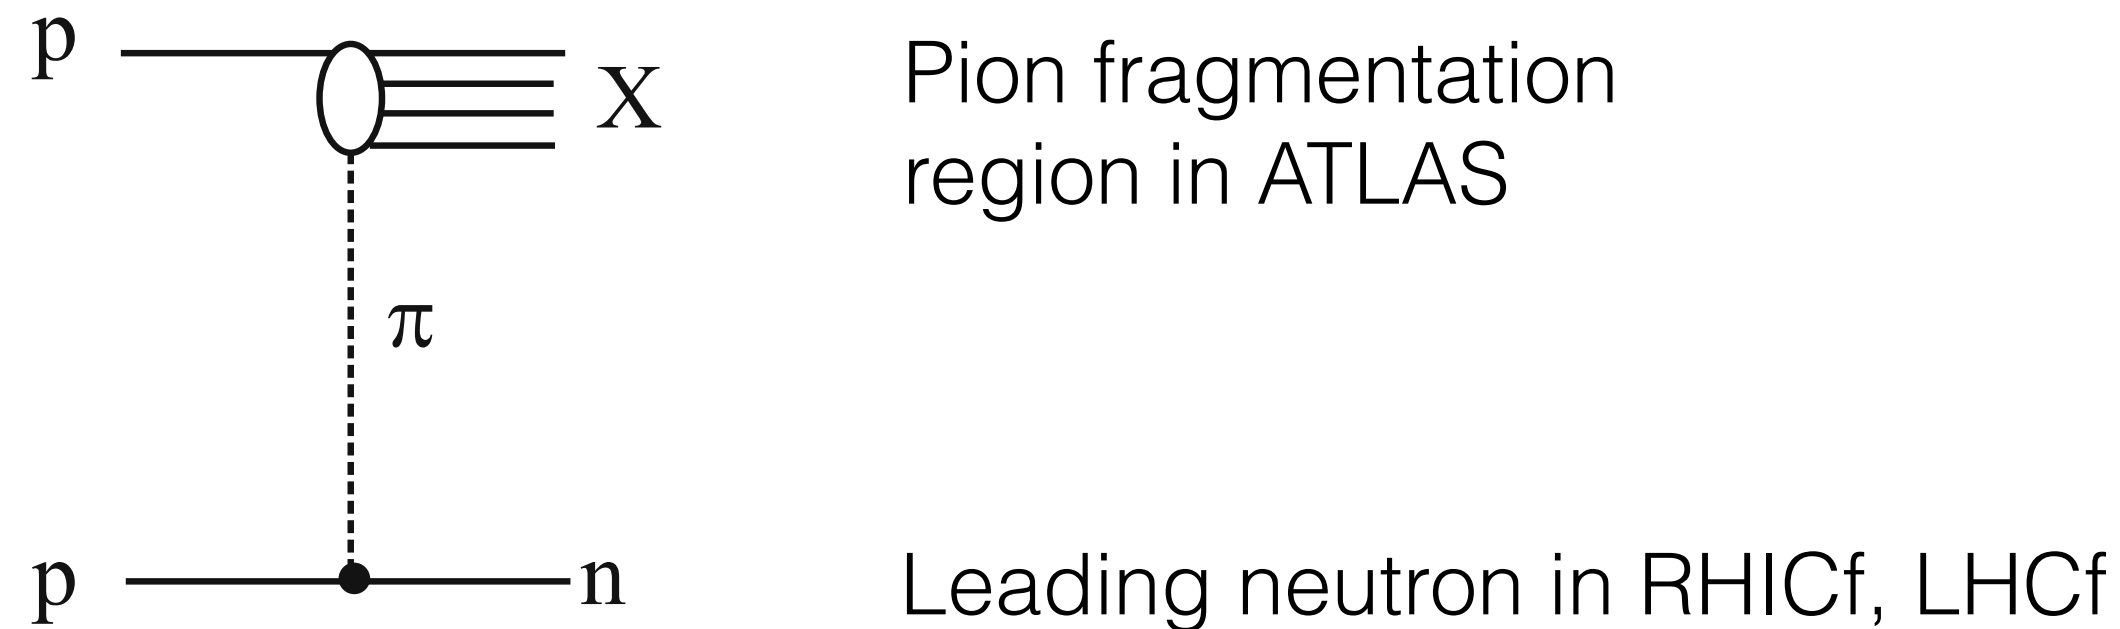 p
X
Pion fragmentation
region in ATLAS
π
p
n
Leading neutron in RHICf, LHCf